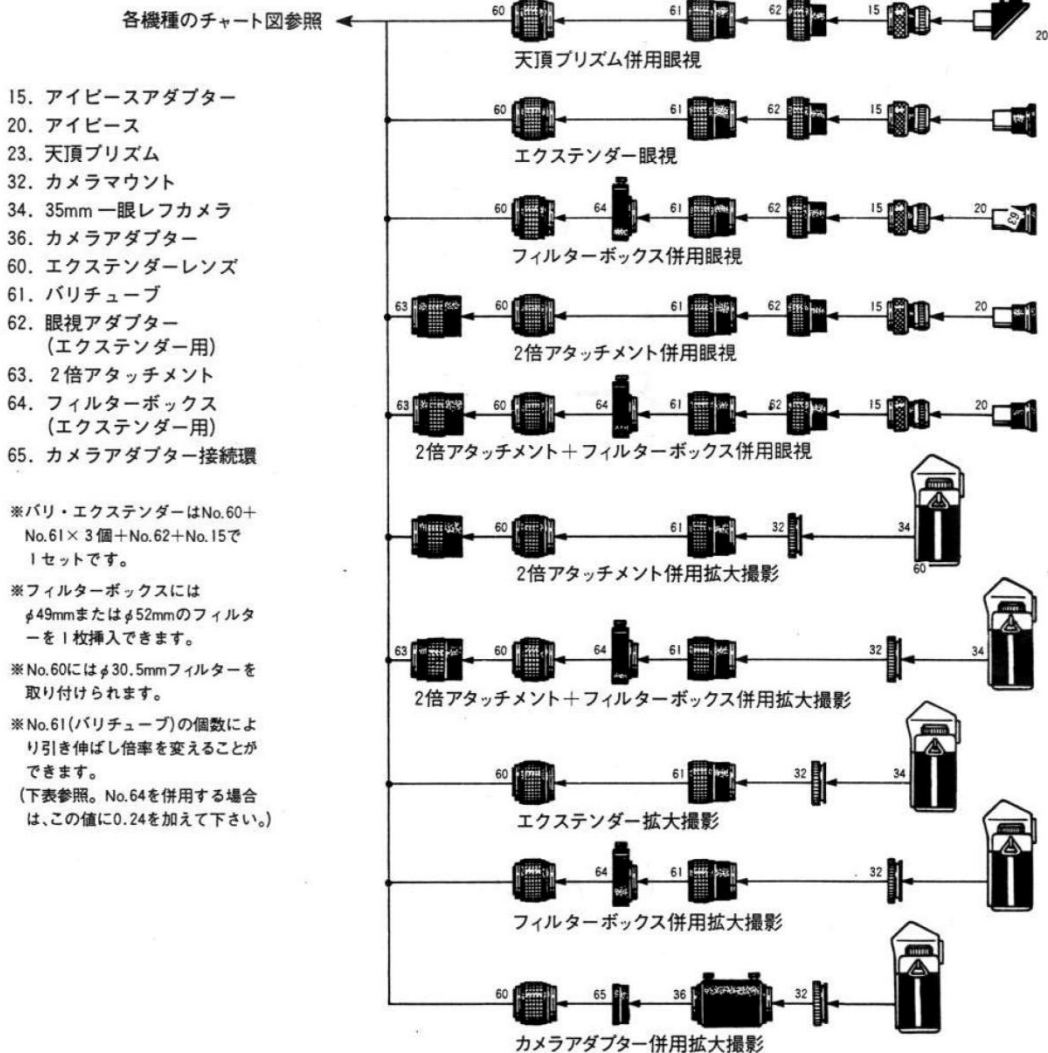 各機種のチャート図参照
60 61 62 15 20
天頂プリズム併用眼視
60 61 62 15
エクステンダー眼視
60 64 61 62 15 20 63
フィルターボックス併用眼視
63 60 61 62 15 20
2倍アタッチメント併用眼視
63 60 64 61 62 15 20
2倍アタッチメント+フィルターボックス併用眼視
60 61 32 34 60
2倍アタッチメント併用拡大撮影
63 60 64 61 32 34
2倍アタッチメント+フィルターボックス併用拡大撮影
60 61 32 34
エクステンダー拡大撮影
64 61 32
フィルターボックス併用拡大撮影
60 65 36 32
カメラアダプター併用拡大撮影
15. アイピースアダプター
20. アイピース
23. 天頂プリズム
32. カメラマウント
34. 35mm 一眼レフカメラ
36. カメラアダプター
60. エクステンダーレンズ
61. バリチューブ
62. 眼視アダプター
(エクステンダー用)
63. 2倍アタッチメント
64. フィルターボックス
(エクステンダー用)
65. カメラアダプター接続環
※バリ・エクステンダーはNo.60+
No.61×3個+No.62+No.15で
1セットです。
※フィルターボックスには
φ49mmまたはφ52mmのフィルタ
ーを1枚挿入できます。
※No.60にはφ30.5mmフィルターを
取り付けられます。
※No.61(バリチューブ)の個数によ
り引き伸ばし倍率を変えることが
できます。
(下表参照。No.64を併用する場合
は、この値に0.24を加えて下さい。)